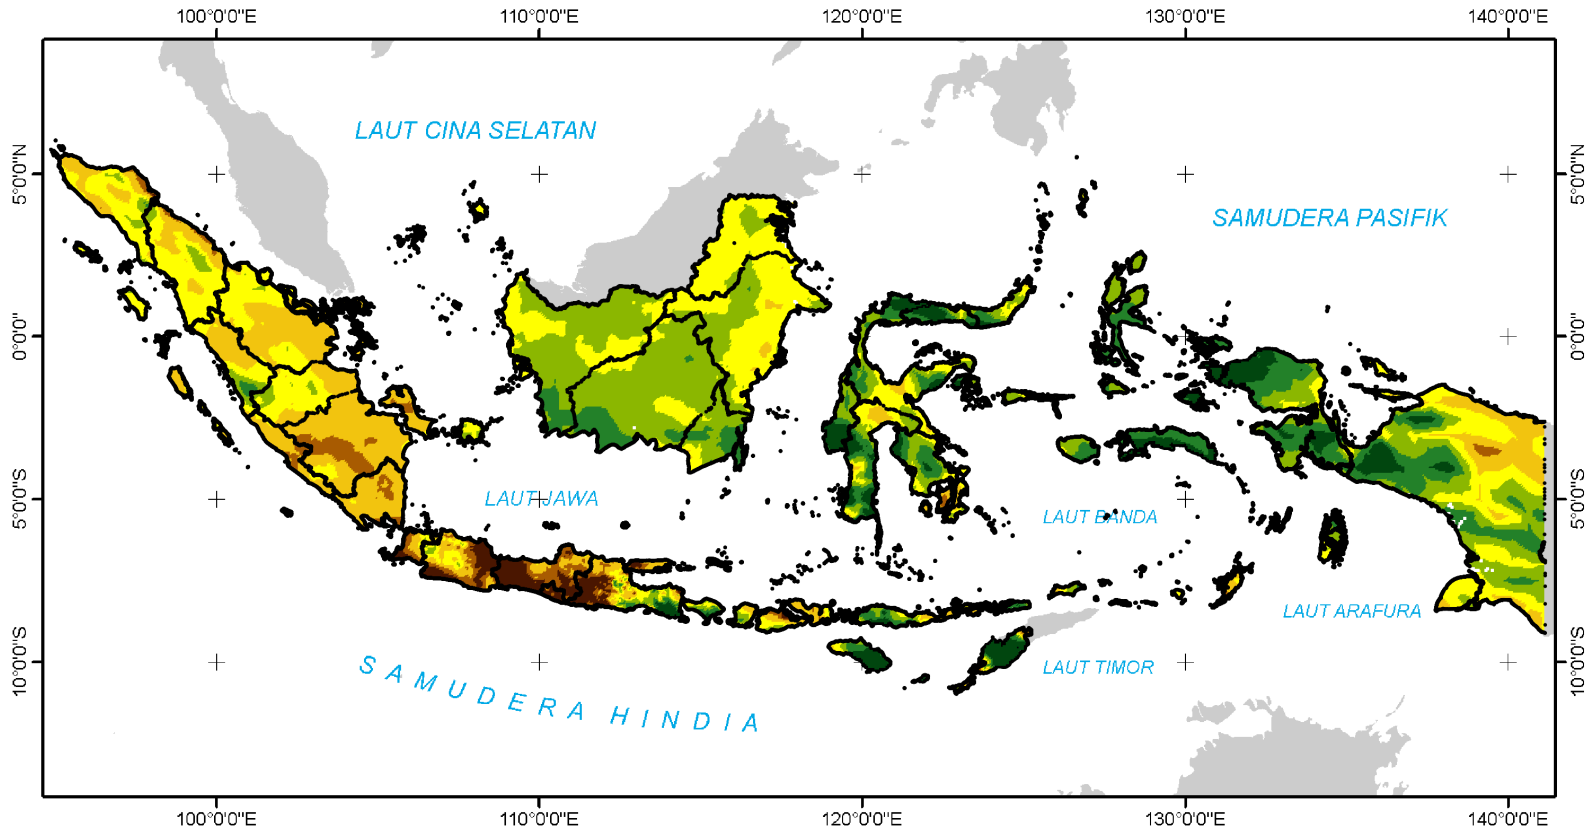 100°0'0"E 110°0'0"E 120°0'0"E 130°0'0"E 140°0'0"E
LAUT CINA SELATAN
5°0'0"N 5°0'0"N
SAMUDERA PASIFIK
0°0'0" 0°0'0"
5°0'0"S LAUT JAWA 5°0'0"S
LAUT BANDA
LAUT ARAFURA
10°0'0"S LAUT TIMOR 10°0'0"S
SAMUDERA HINDIA
100°0'0"E 110°0'0"E 120°0'0"E 130°0'0"E 140°0'0"E